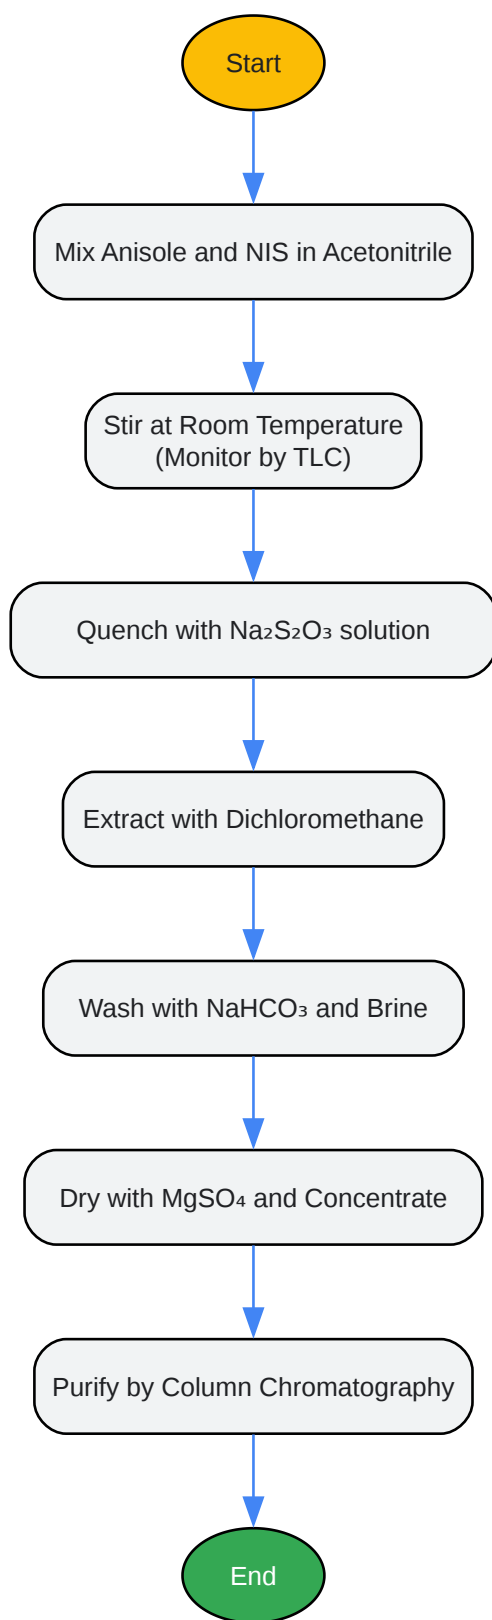 Start
Mix Anisole and NIS in Acetonitrile
Stir at Room Temperature
(Monitor by TLC)
Quench with Na₂S₂O₃ solution
Extract with Dichloromethane
Wash with NaHCO₃ and Brine
Dry with MgSO₄ and Concentrate
Purify by Column Chromatography
End